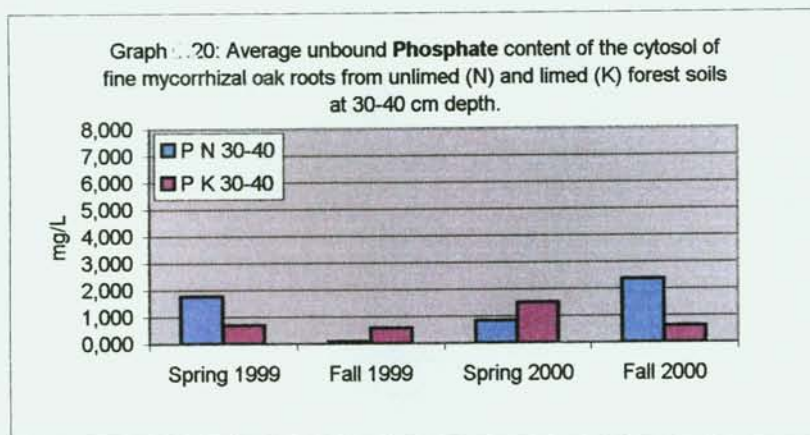 Graph 20: Average unbound Phosphate content of the cytosol of
fine mycorrhizal oak roots from unlimed (N) and limed (K) forest soils
at 30-40 cm depth.
8,000
7,000
6,000
5,000
4,000
3,000
2,000
1,000
0,000
mg/L
P N 30-40
P K 30-40
Spring 1999
Fall 1999
Spring 2000
Fall 2000